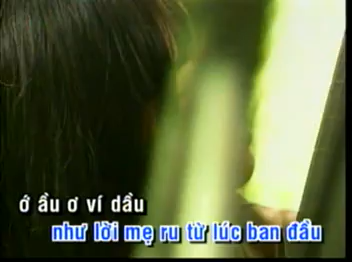 ớ ầu ơ ví dầu
như lời mẹ ru từ lúc ban đầu